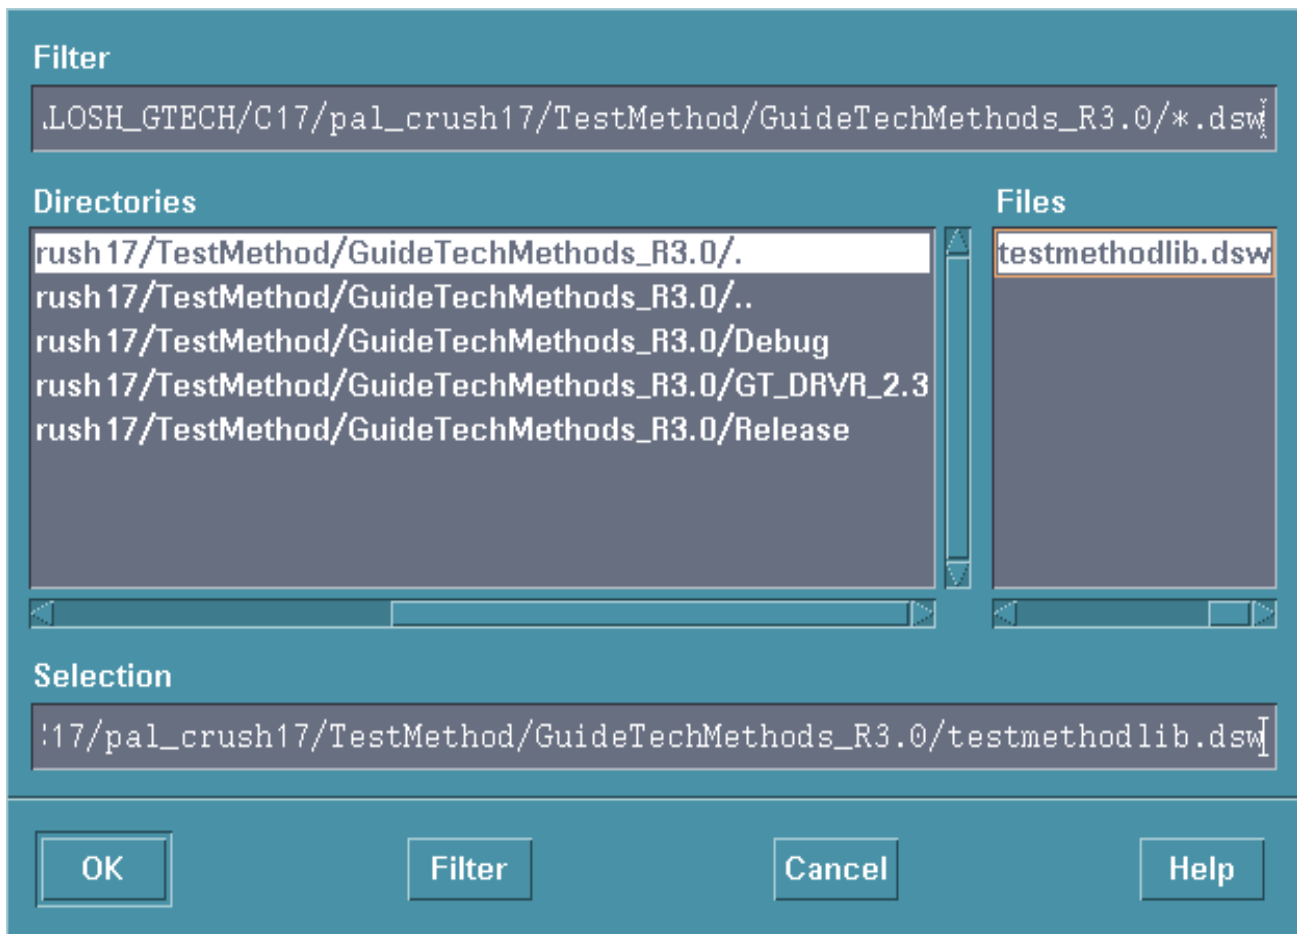 Filter
.LOSH_GTECH/C17/pal_crush17/TestMethod/GuideTechMethods_R3.0/*.dsw
Directories
Files
rush17/TestMethod/GuideTechMethods_R3.0/.
testmethodlib.dsw
rush17/TestMethod/GuideTechMethods_R3.0/..
rush17/TestMethod/GuideTechMethods_R3.0/Debug
rush17/TestMethod/GuideTechMethods_R3.0/GT_DRVR_2.3
rush17/TestMethod/GuideTechMethods_R3.0/Release
Selection
:17/pal_crush17/TestMethod/GuideTechMethods_R3.0/testmethodlib.dsw
OK
Filter
Cancel
Help